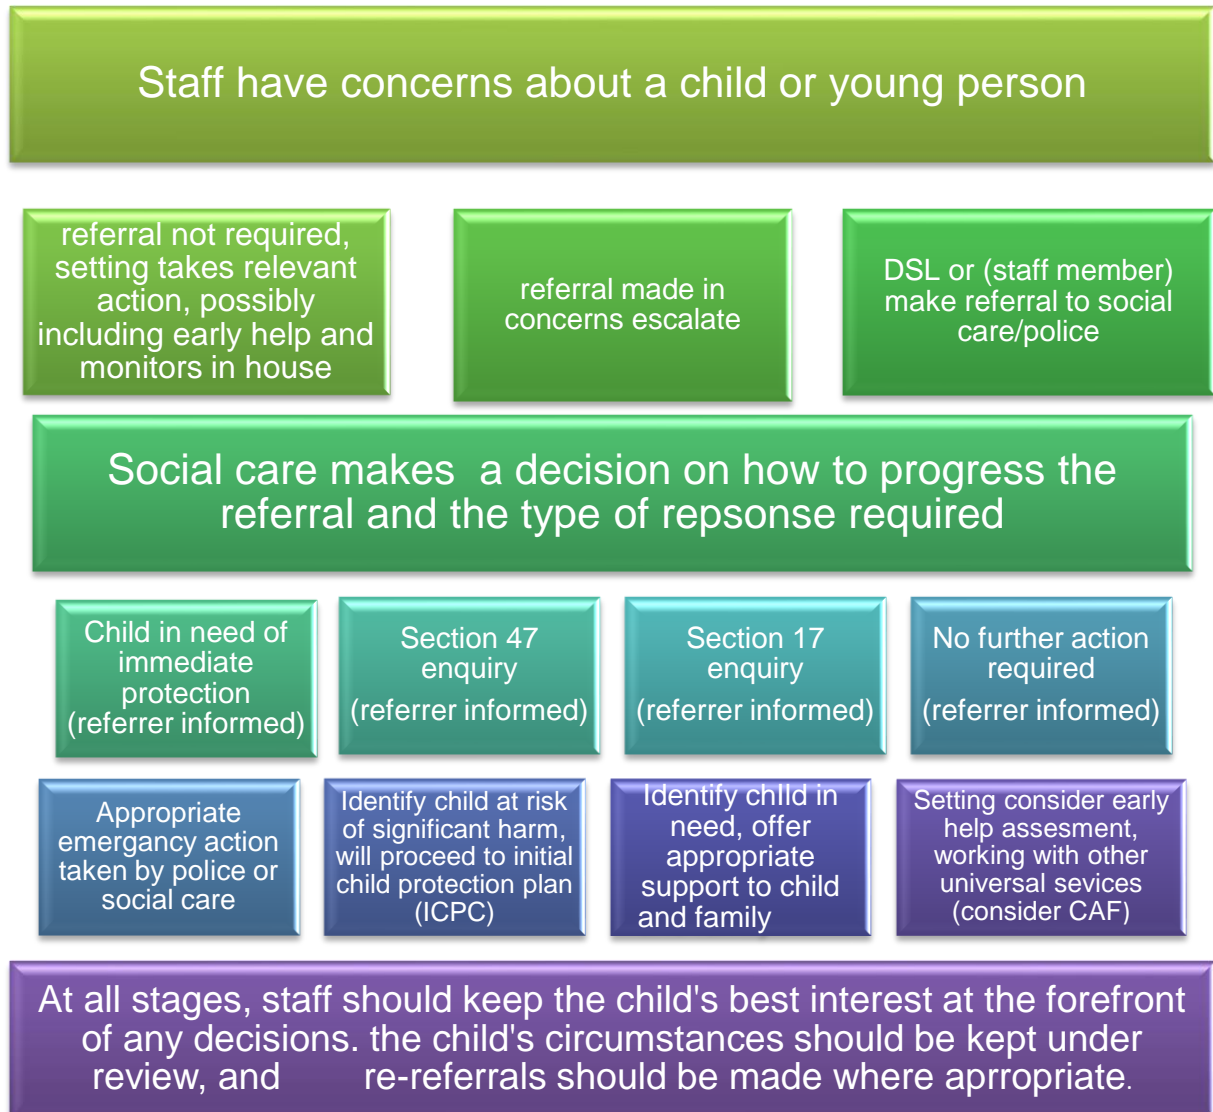 Staff have concerns about a child or young person
referral not required,
setting takes relevant
action, possibly
including early help and
monitors in house
referral made in
concerns escalate
DSL or (staff member)
make referral to social
care/police
Social care makes  a decision on how to progress the
referral and the type of repsonse required
Child in need of
immediate
protection
(referrer informed)
Section 47
enquiry
(referrer informed)
Section 17
enquiry
(referrer informed)
No further action
required
(referrer informed)
Appropriate
emergancy action
taken by police or
social care
Identify child at risk
of significant harm,
will proceed to initial
child protection plan
(ICPC)
Identify chIld in
need, offer
appropriate
support to child
and family
Setting consider early
help assesment,
working with other
universal sevices
(consider CAF)
At all stages, staff should keep the child's best interest at the forefront
of any decisions. the child's circumstances should be kept under
review, and re-referrals should be made where aprropriate.